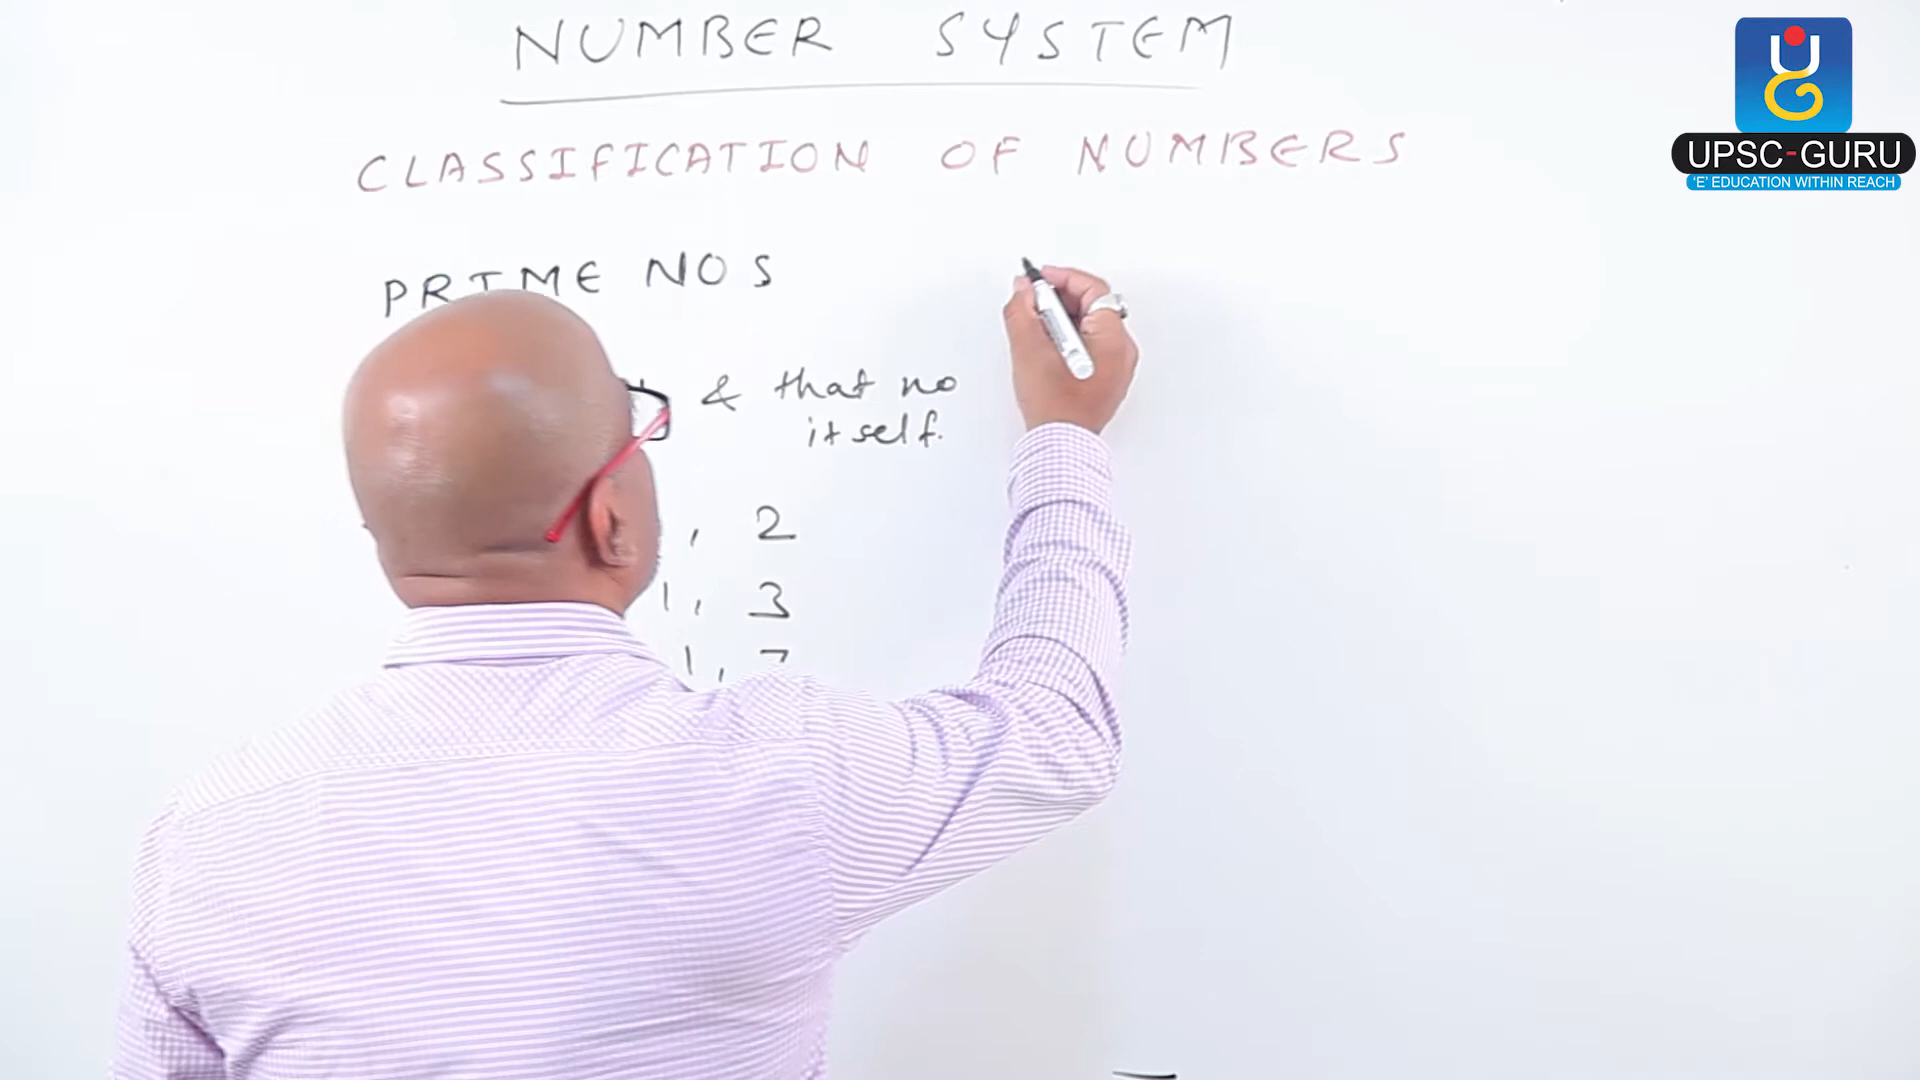 NUMBER SYSTEM
CLASSIFICATION OF NUMBERS
PRIME NOS
& that no
itself.
, 2
1, 3
1, 7
UPSC-GURU
'E' EDUCATION WITHIN REACH